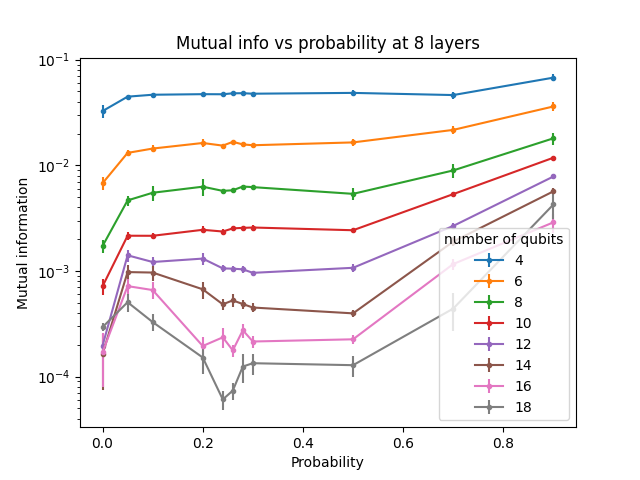 Mutual info vs probability at 8 layers
Mutual information
10⁻¹
10⁻²
10⁻³
10⁻⁴
0.0 0.2 0.4 0.6 0.8
Probability
number of qubits
4
6
8
10
12
14
16
18